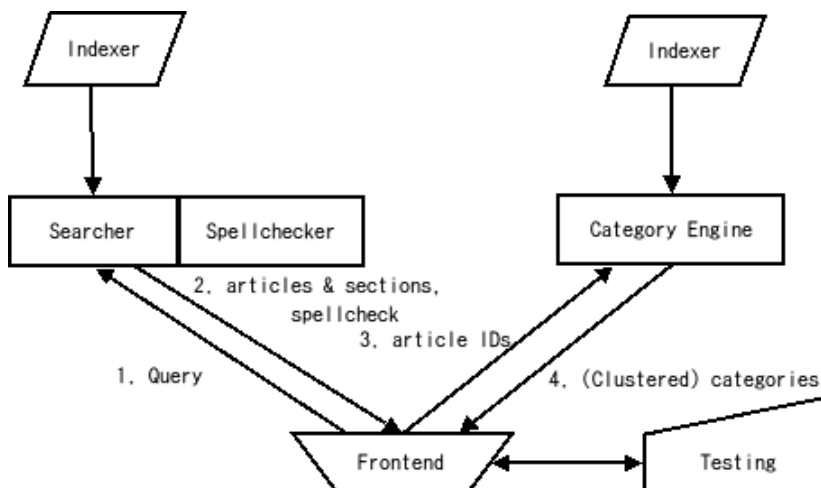 Indexer
Indexer
Searcher
Spellchecker
Category Engine
2. articles & sections,
spellcheck
3. article IDs
1. Query
4. (Clustered) categories
Frontend
Testing